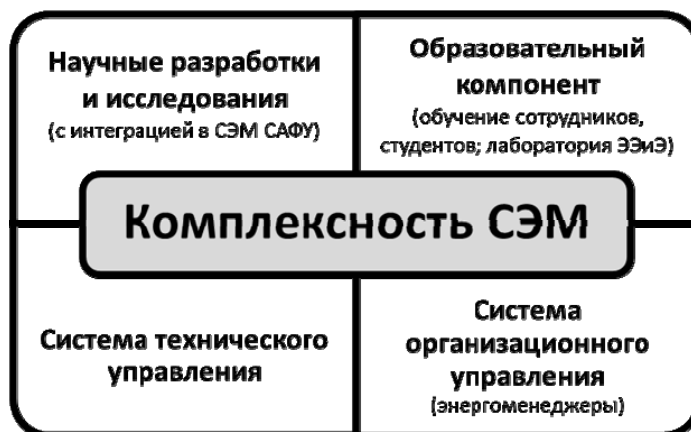 Научные разработки
и исследования
(с интеграцией в СЭМ САФУ)
Образовательный
компонент
(обучение сотрудников,
студентов; лаборатория ЭЭиЭ)
Комплексность СЭМ
Система технического
управления
Система
организационного
управления
(энергоменеджеры)